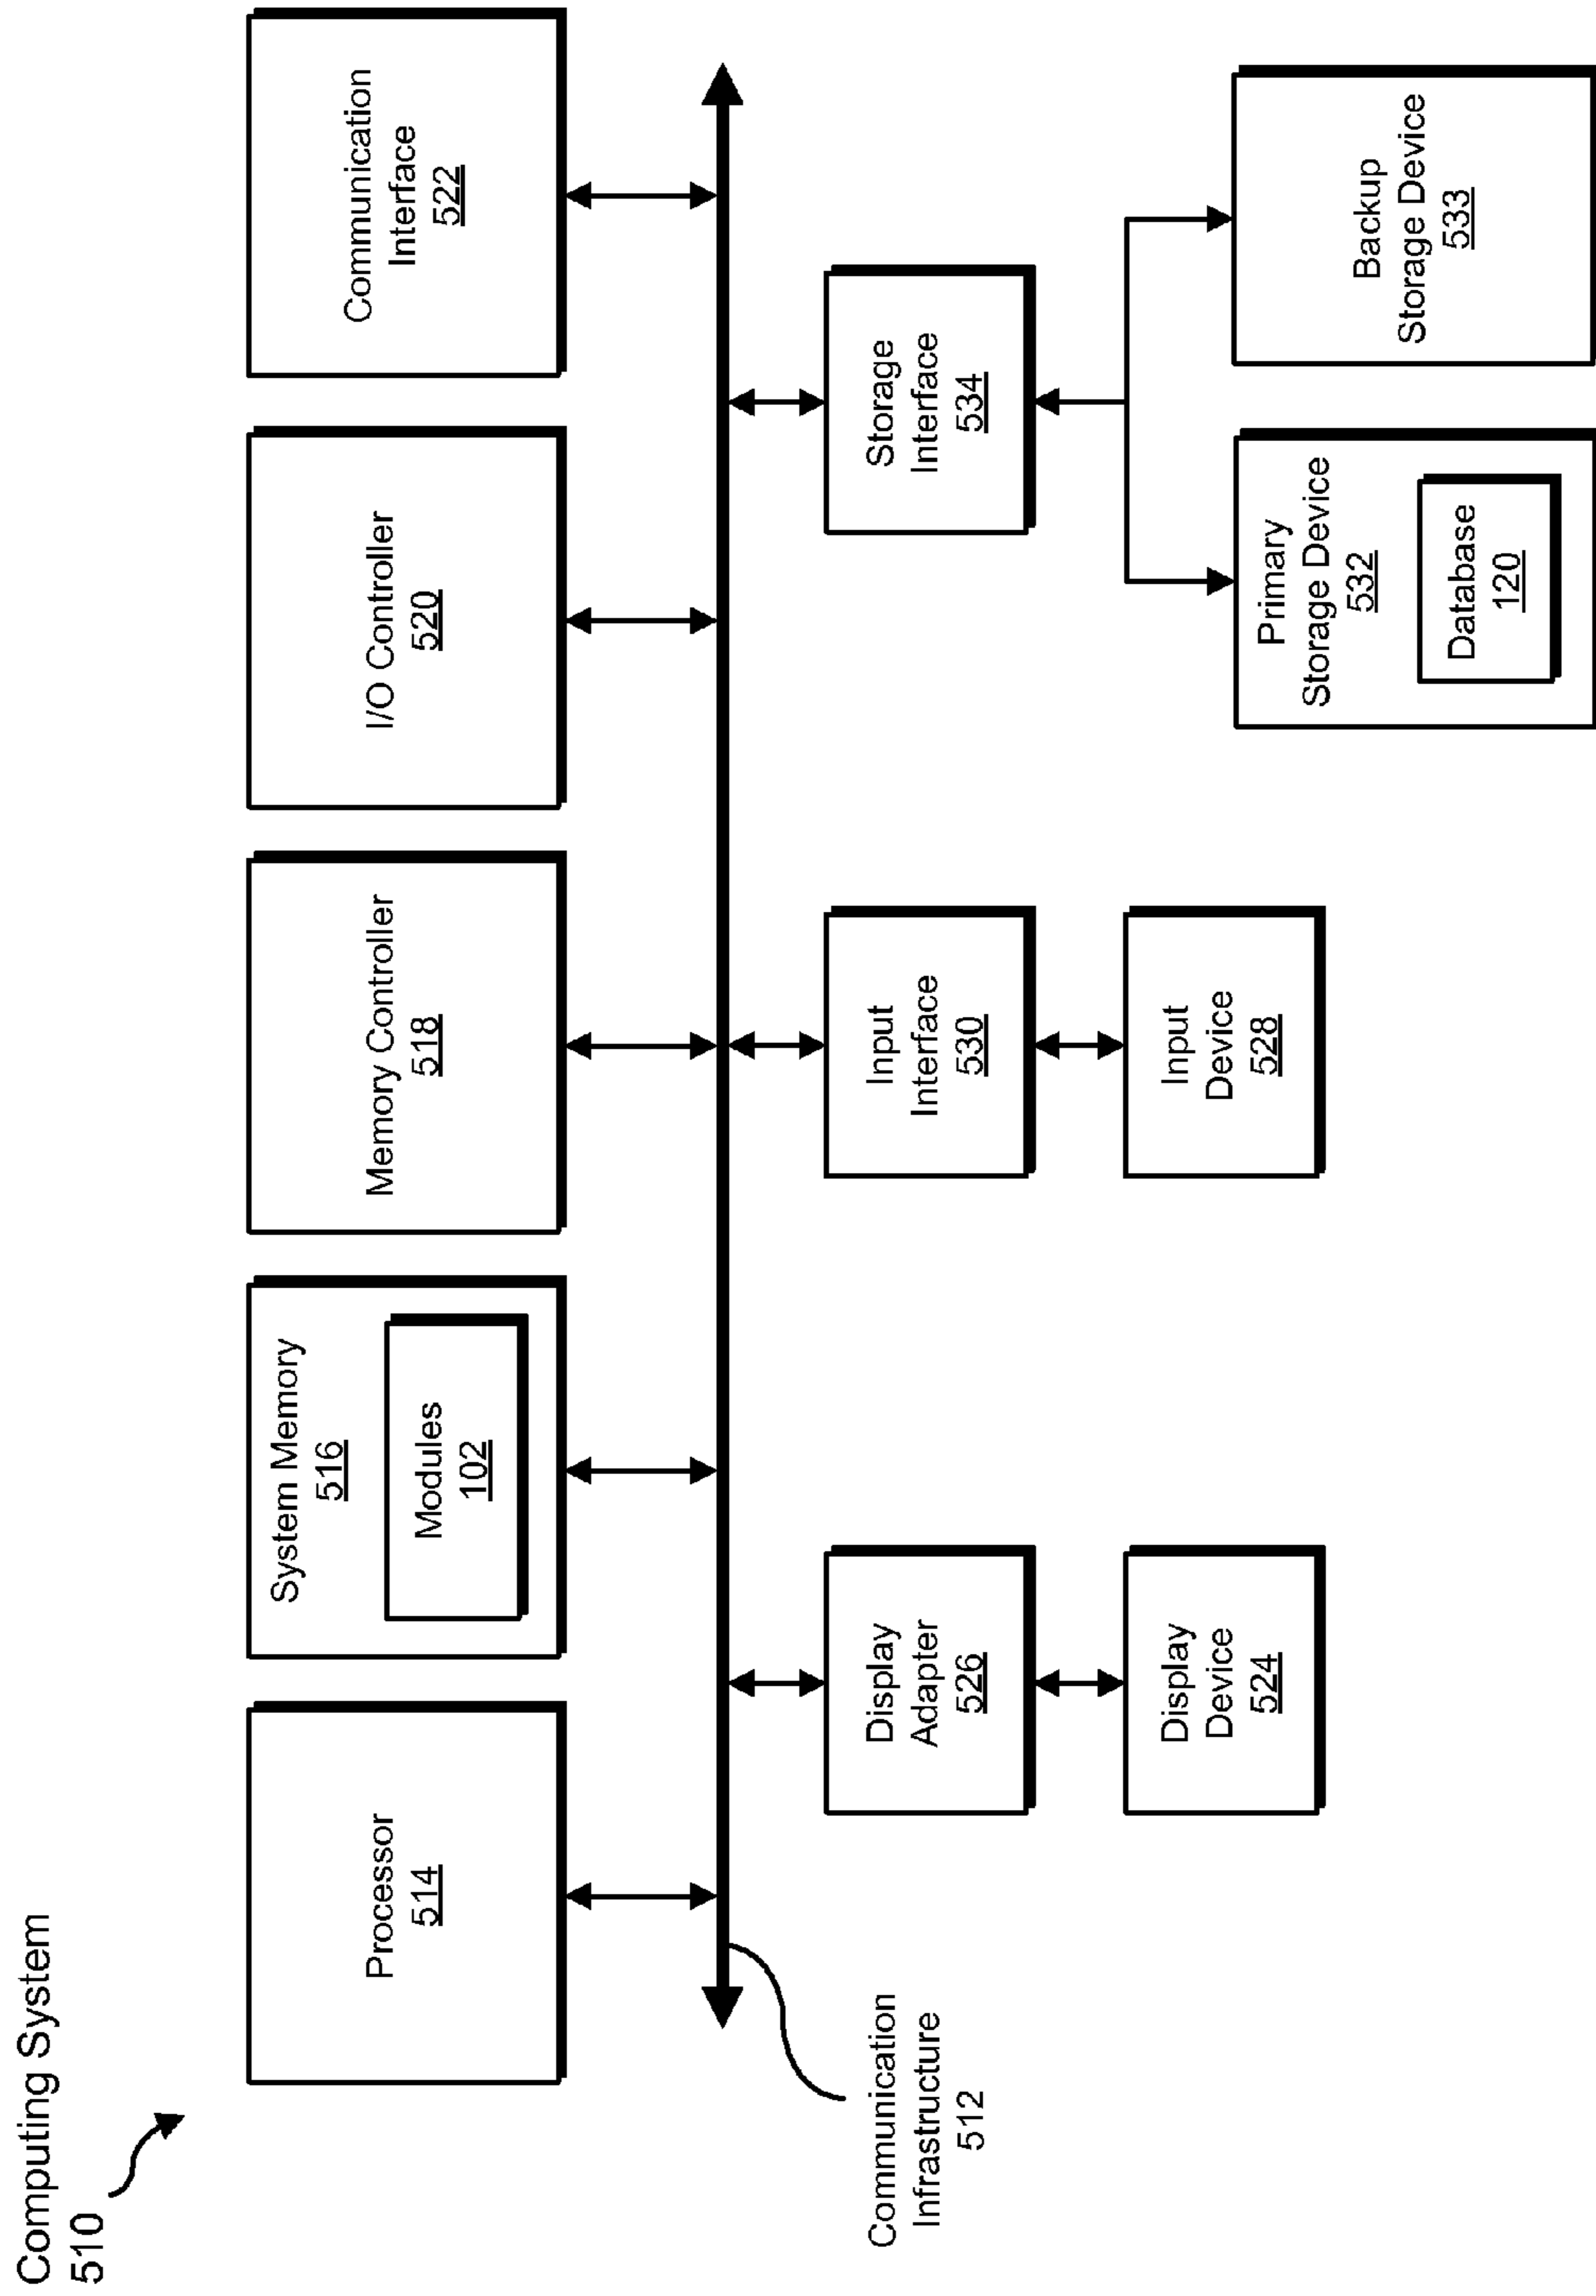 Computing System
510
Processor
514
System Memory
516
Modules
102
Memory Controller
518
I/O Controller
520
Communication
Interface
522
Communication
Infrastructure
512
Display
Adapter
526
Input
Interface
530
Storage
Interface
534
Display
Device
524
Input
Device
528
Primary
Storage Device
532
Database
120
Backup
Storage Device
533